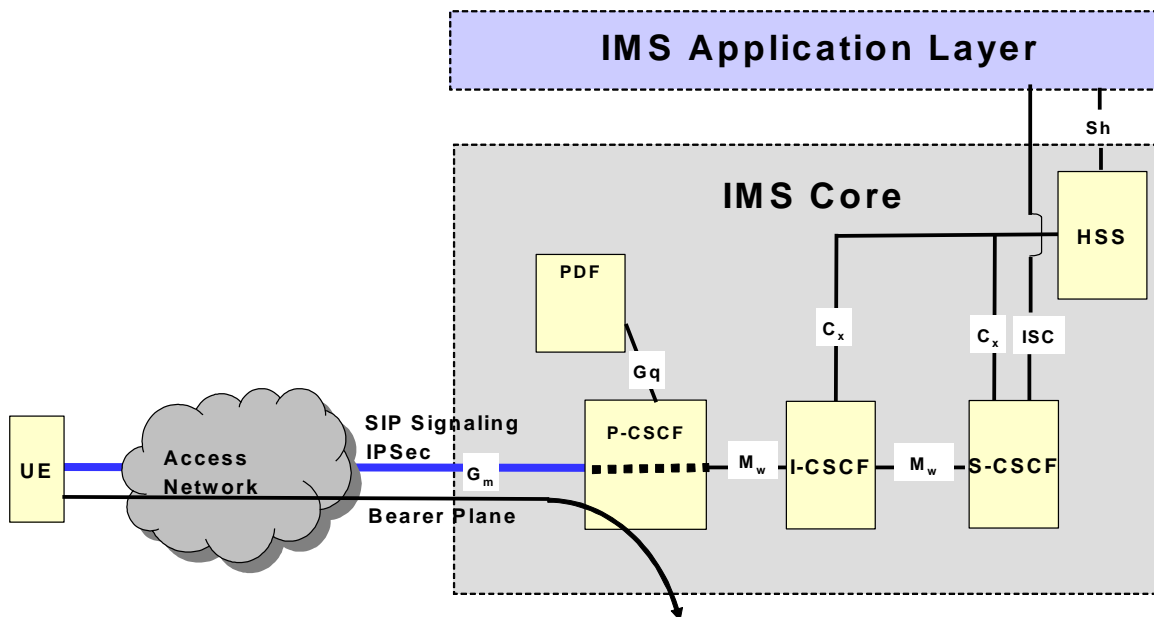 IMS Application Layer
Sh
IMS Core
HSS
PDF
Cx
Cx
ISC
Gq
SIP Signaling
IPSec
P-CSCF
UE
Access
Network
Gm
Mw
I-CSCF
Mw
S-CSCF
Bearer Plane